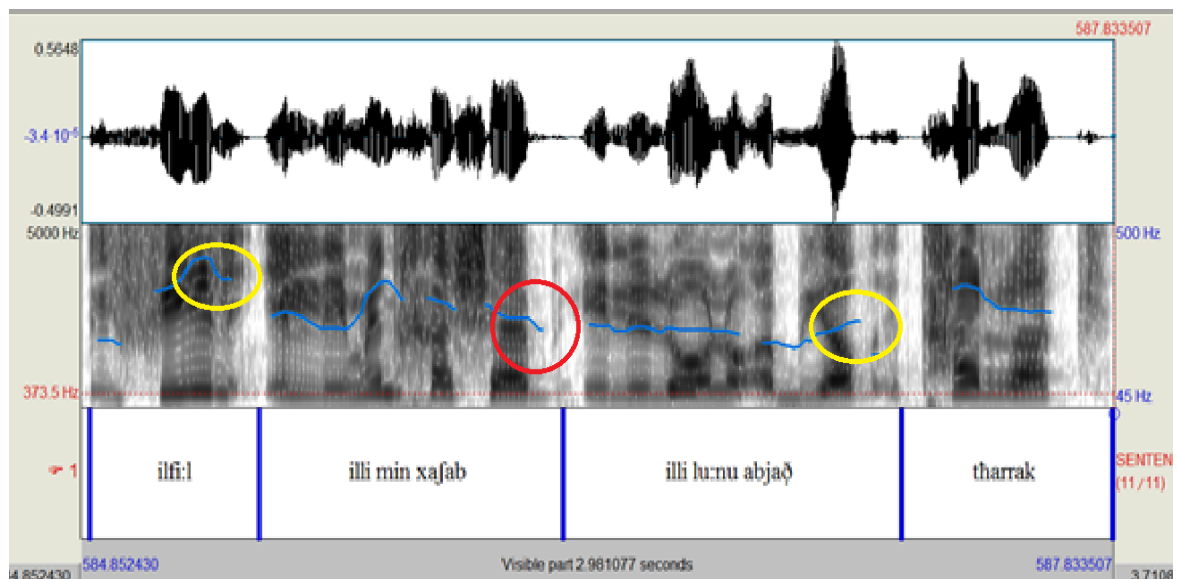 587.833507
0.5648
-3.4 10-6
-0.4991
5000 Hz
500 Hz
373.5 Hz
45 Hz
☞ 1
ilfi:l
illi min xaʃab
illi lu:nu abjað̣
tharrak
SENTEN
(11/11)
584.852430
Visible part 2.981077 seconds
587.833507
4.852430
3.7108